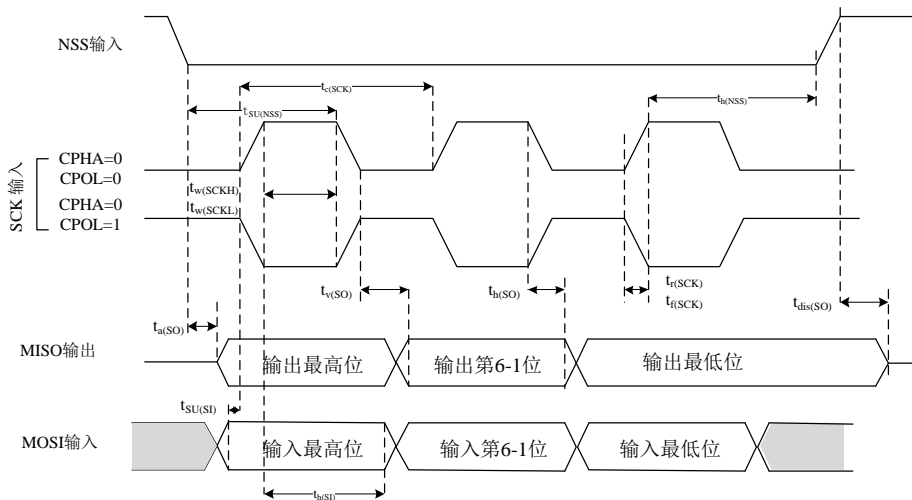 NSS输入
tc(SCK)
tSU(NSS)
th(NSS)
SCK 输入
CPHA=0
CPOL=0
CPHA=0
CPOL=1
tw(SCKH)
tw(SCKL)
tv(SO)
th(SO)
tr(SCK)
tf(SCK)
tdis(SO)
ta(SO)
MISO输出
输出最高位
输出第6-1位
输出最低位
tSU(SI)
MOSI输入
输入最高位
输入第6-1位
输入最低位
th(SI)